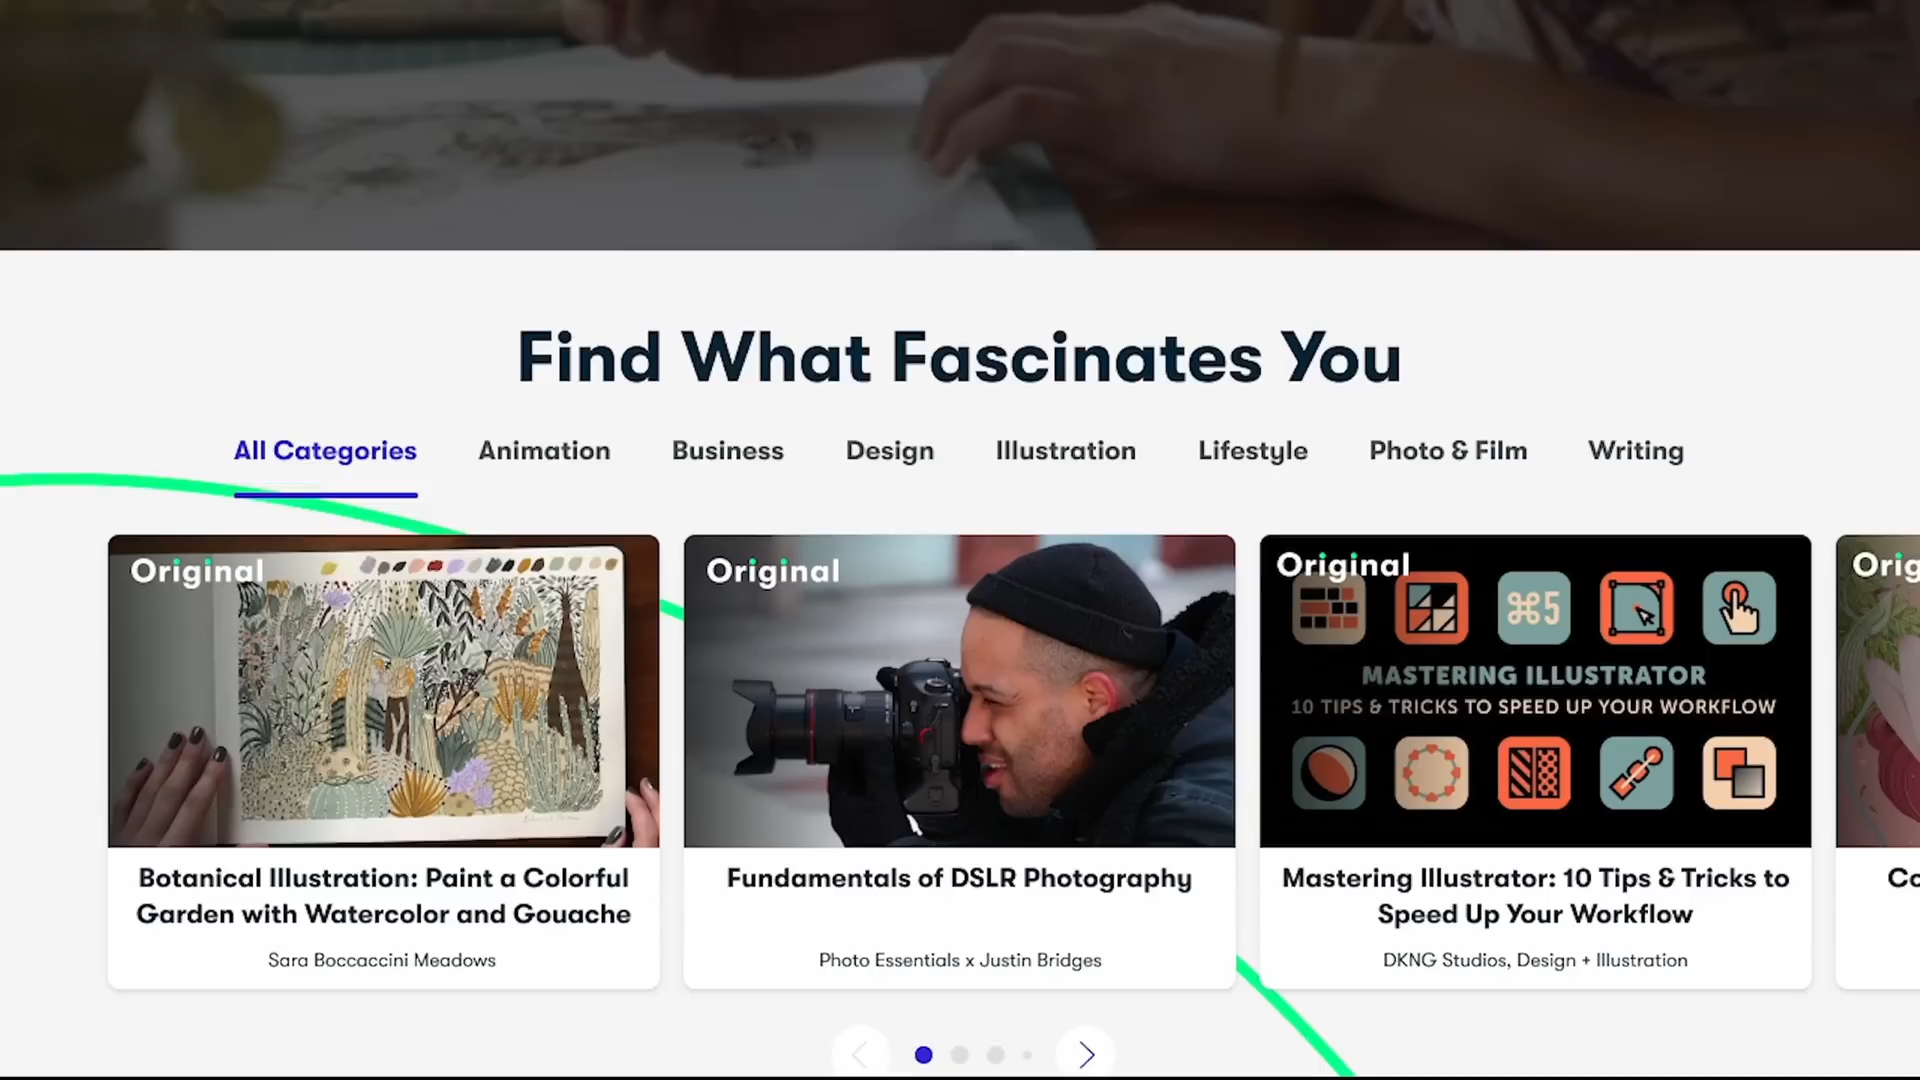 Find What Fascinates You
All Categories Animation Business Design Illustration Lifestyle Photo & Film Writing
Original
Original
Original
⌘5
MASTERING ILLUSTRATOR
10 TIPS & TRICKS TO SPEED UP YOUR WORKFLOW
Botanical Illustration: Paint a Colorful
Garden with Watercolor and Gouache
Sara Boccaccini Meadows
Fundamentals of DSLR Photography
Photo Essentials x Justin Bridges
Mastering Illustrator: 10 Tips & Tricks to
Speed Up Your Workflow
DKNG Studios, Design + Illustration